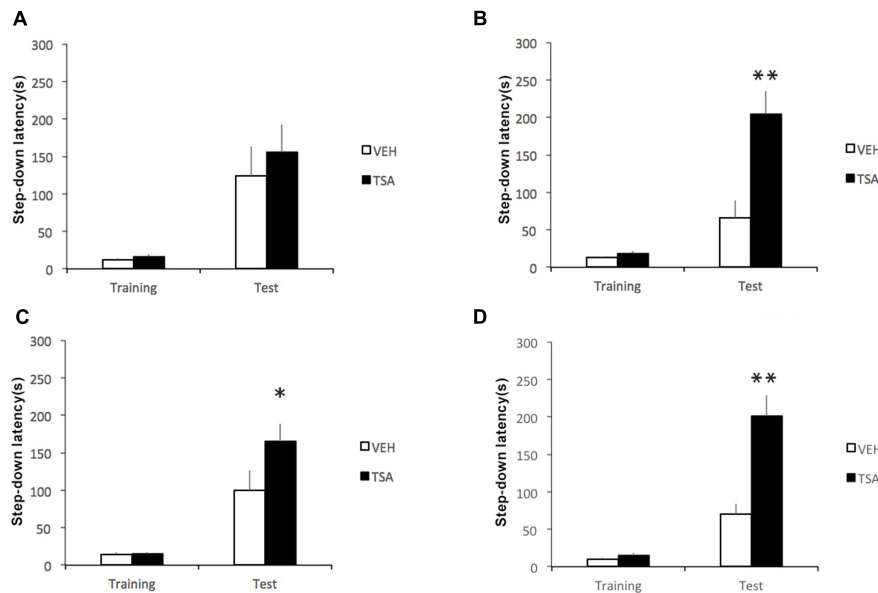 A
Step-down latency(s)
300
250
200
150
100
50
0
Training
Test
VEH
TSA
B
Step-down latency(s)
300
250
200
150
100
50
0
**
Training
Test
VEH
TSA
C
Step-down latency(s)
300
250
200
150
100
50
0
*
Training
Test
VEH
TSA
D
Step-down latency(s)
300
250
200
150
100
50
0
**
Training
Test
VEH
TSA